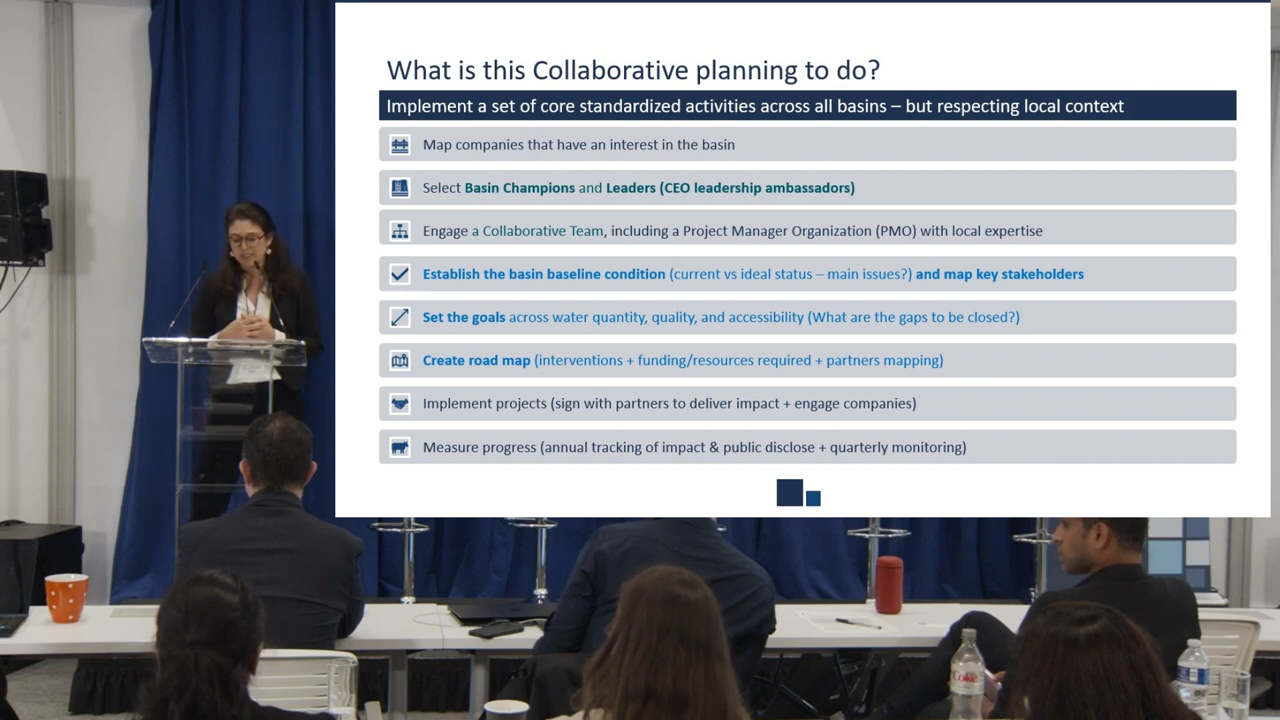 What is this Collaborative planning to do?
Implement a set of core standardized activities across all basins – but respecting local context
Map companies that have an interest in the basin
Select Basin Champions and Leaders (CEO leadership ambassadors)
Engage a Collaborative Team, including a Project Manager Organization (PMO) with local expertise
Establish the basin baseline condition (current vs ideal status – main issues?) and map key stakeholders
Set the goals across water quantity, quality, and accessibility (What are the gaps to be closed?)
Create road map (interventions + funding/resources required + partners mapping)
Implement projects (sign with partners to deliver impact + engage companies)
Measure progress (annual tracking of impact & public disclose + quarterly monitoring)
Coke